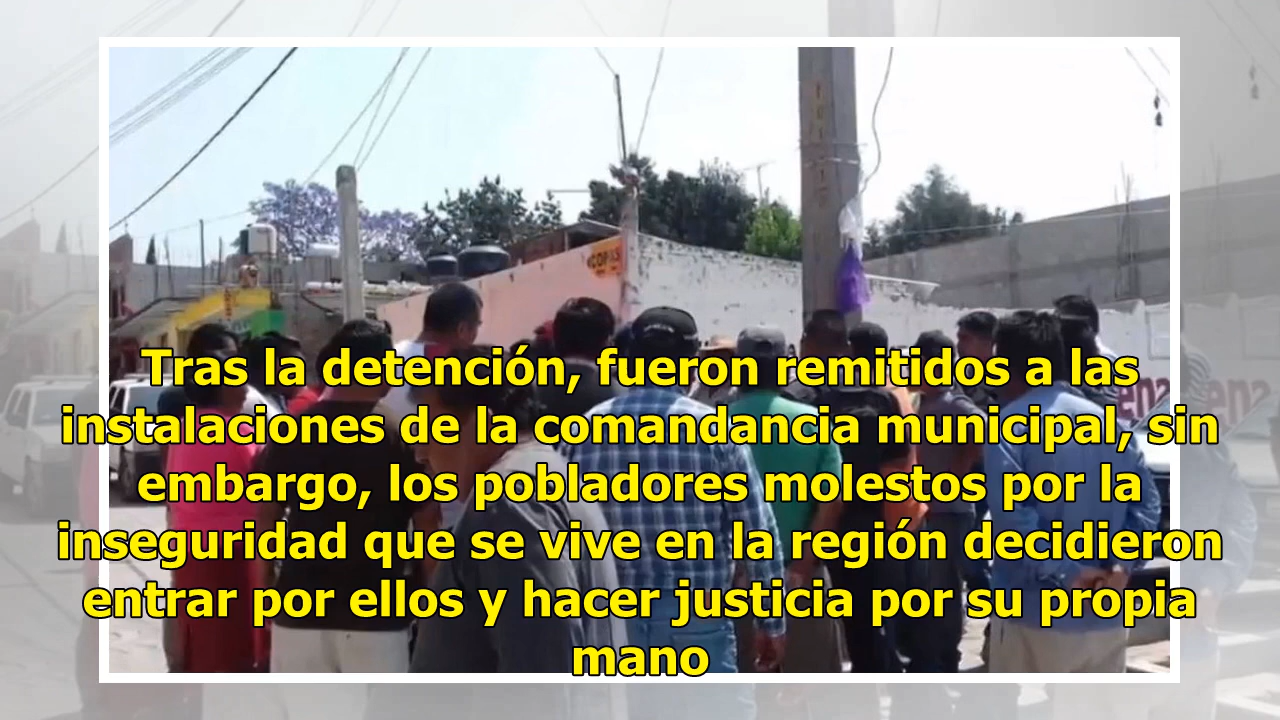 COPAS
Tras la detención, fueron remitidos a las
instalaciones de la comandancia municipal, sin
embargo, los pobladores molestos por la
inseguridad que se vive en la región decidieron
entrar por ellos y hacer justicia por su propia
mano